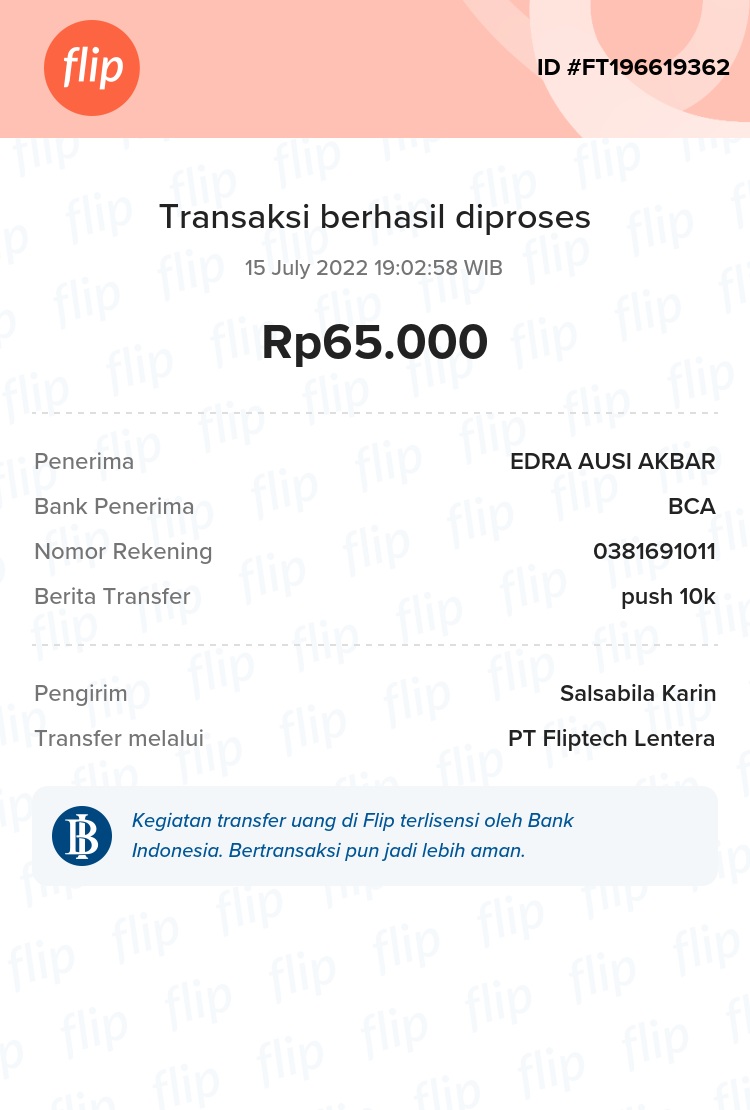 flip
ID #FT196619362
Transaksi berhasil diproses
15 July 2022 19:02:58 WIB
Rp65.000
Penerima EDRA AUSI AKBAR
Bank Penerima BCA
Nomor Rekening 0381691011
Berita Transfer push 10k
Pengirim Salsabila Karin
Transfer melalui PT Fliptech Lentera
Kegiatan transfer uang di Flip terlisensi oleh Bank
Indonesia. Bertransaksi pun jadi lebih aman.